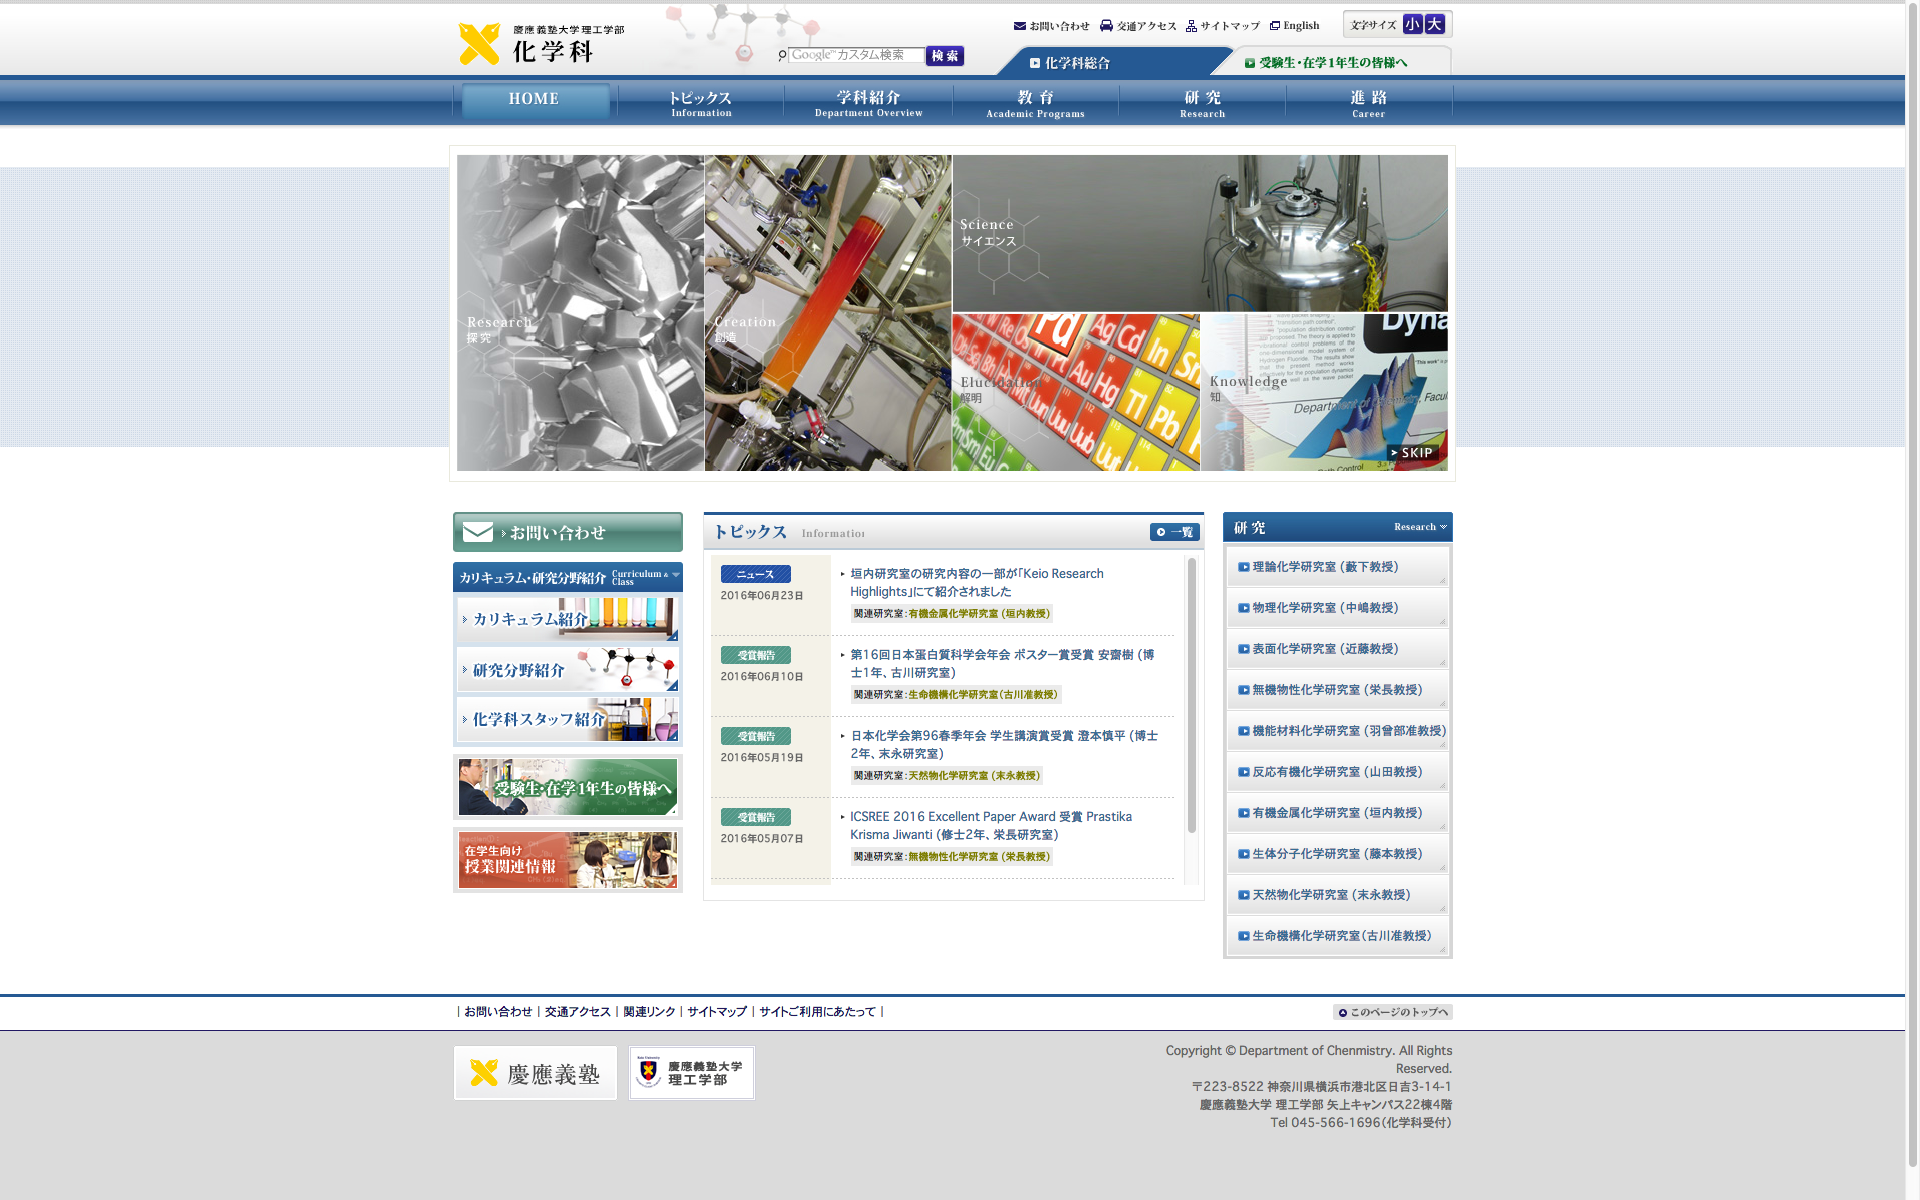 慶應義塾大学理工学部
化学科
Google™カスタム検索
検索
お問い合わせ
交通アクセス
サイトマップ
English
文字サイズ 小 大
化学科総合
受験生・在学1年生の皆様へ
HOME
トピックス
Information
学科紹介
Department Overview
教育
Academic Programs
研究
Research
進路
Career
Research
探究
Creation
創造
Science
サイエンス
Elucidation
解明
Knowledge
知
SKIP
Pd
Ag
Cd
In
Au
Hg
Tl
Pb
Uuu
Uub
Uut
Dyna
Department of Chemistry, Facul
お問い合わせ
カリキュラム・研究分野紹介 Curriculum & Class
カリキュラム紹介
研究分野紹介
化学科スタッフ紹介
受験生・在学1年生の皆様へ
在学生向け
授業関連情報
トピックス Information
一覧
ニュース
2016年06月23日
垣内研究室の研究内容の一部が「Keio Research
Highlights」にて紹介されました
関連研究室：有機金属化学研究室 (垣内教授)
受賞報告
2016年06月10日
第16回日本蛋白質科学会年会 ポスター賞受賞 安齋樹 (博
士1年、古川研究室)
関連研究室：生命機構化学研究室（古川准教授）
受賞報告
2016年05月19日
日本化学会第96春季年会 学生講演賞受賞 澄本慎平 (博士
2年、末永研究室)
関連研究室：天然物化学研究室 (末永教授)
受賞報告
2016年05月07日
ICSREE 2016 Excellent Paper Award 受賞 Prastika
Krisma Jiwanti (修士2年、栄長研究室)
関連研究室：無機物性化学研究室 (栄長教授)
研究
Research
理論化学研究室 (藪下教授)
物理化学研究室 (中嶋教授)
表面化学研究室 (近藤教授)
無機物性化学研究室 (栄長教授)
機能材料化学研究室 (羽曾部准教授)
反応有機化学研究室 (山田教授)
有機金属化学研究室 (垣内教授)
生体分子化学研究室 (藤本教授)
天然物化学研究室 (末永教授)
生命機構化学研究室（古川准教授）
| お問い合わせ | 交通アクセス | 関連リンク | サイトマップ | サイトご利用にあたって |
このページのトップへ
慶應義塾
慶應義塾大学
理工学部
Copyright © Department of Chenmistry. All Rights
Reserved.
〒223-8522 神奈川県横浜市港北区日吉3-14-1
慶應義塾大学 理工学部 矢上キャンパス22棟4階
Tel 045-566-1696（化学科受付）